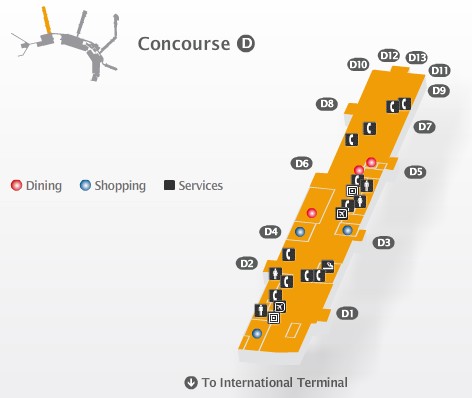 Concourse D
D12 D13
D10 D11
D9
D8
D7
D6 D5
Dining Shopping Services
D4 D3
D2
D1
To International Terminal